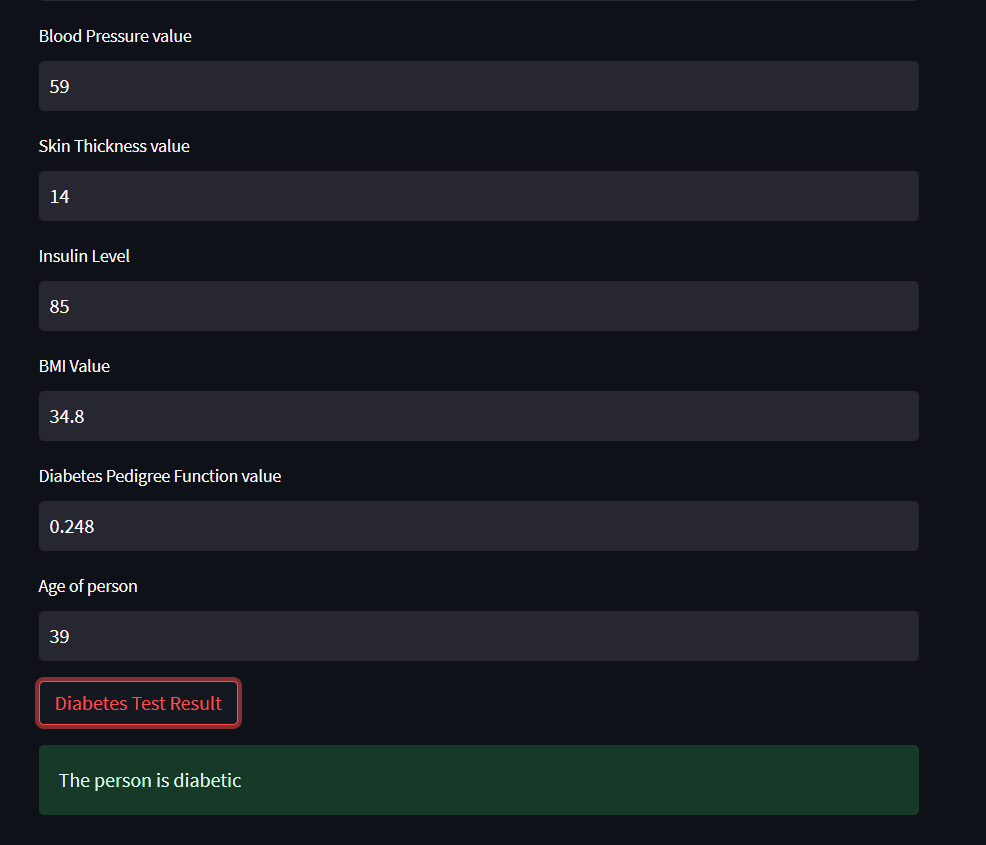 Blood Pressure value
59
Skin Thickness value
14
Insulin Level
85
BMI Value
34.8
Diabetes Pedigree Function value
0.248
Age of person
39
Diabetes Test Result
The person is diabetic